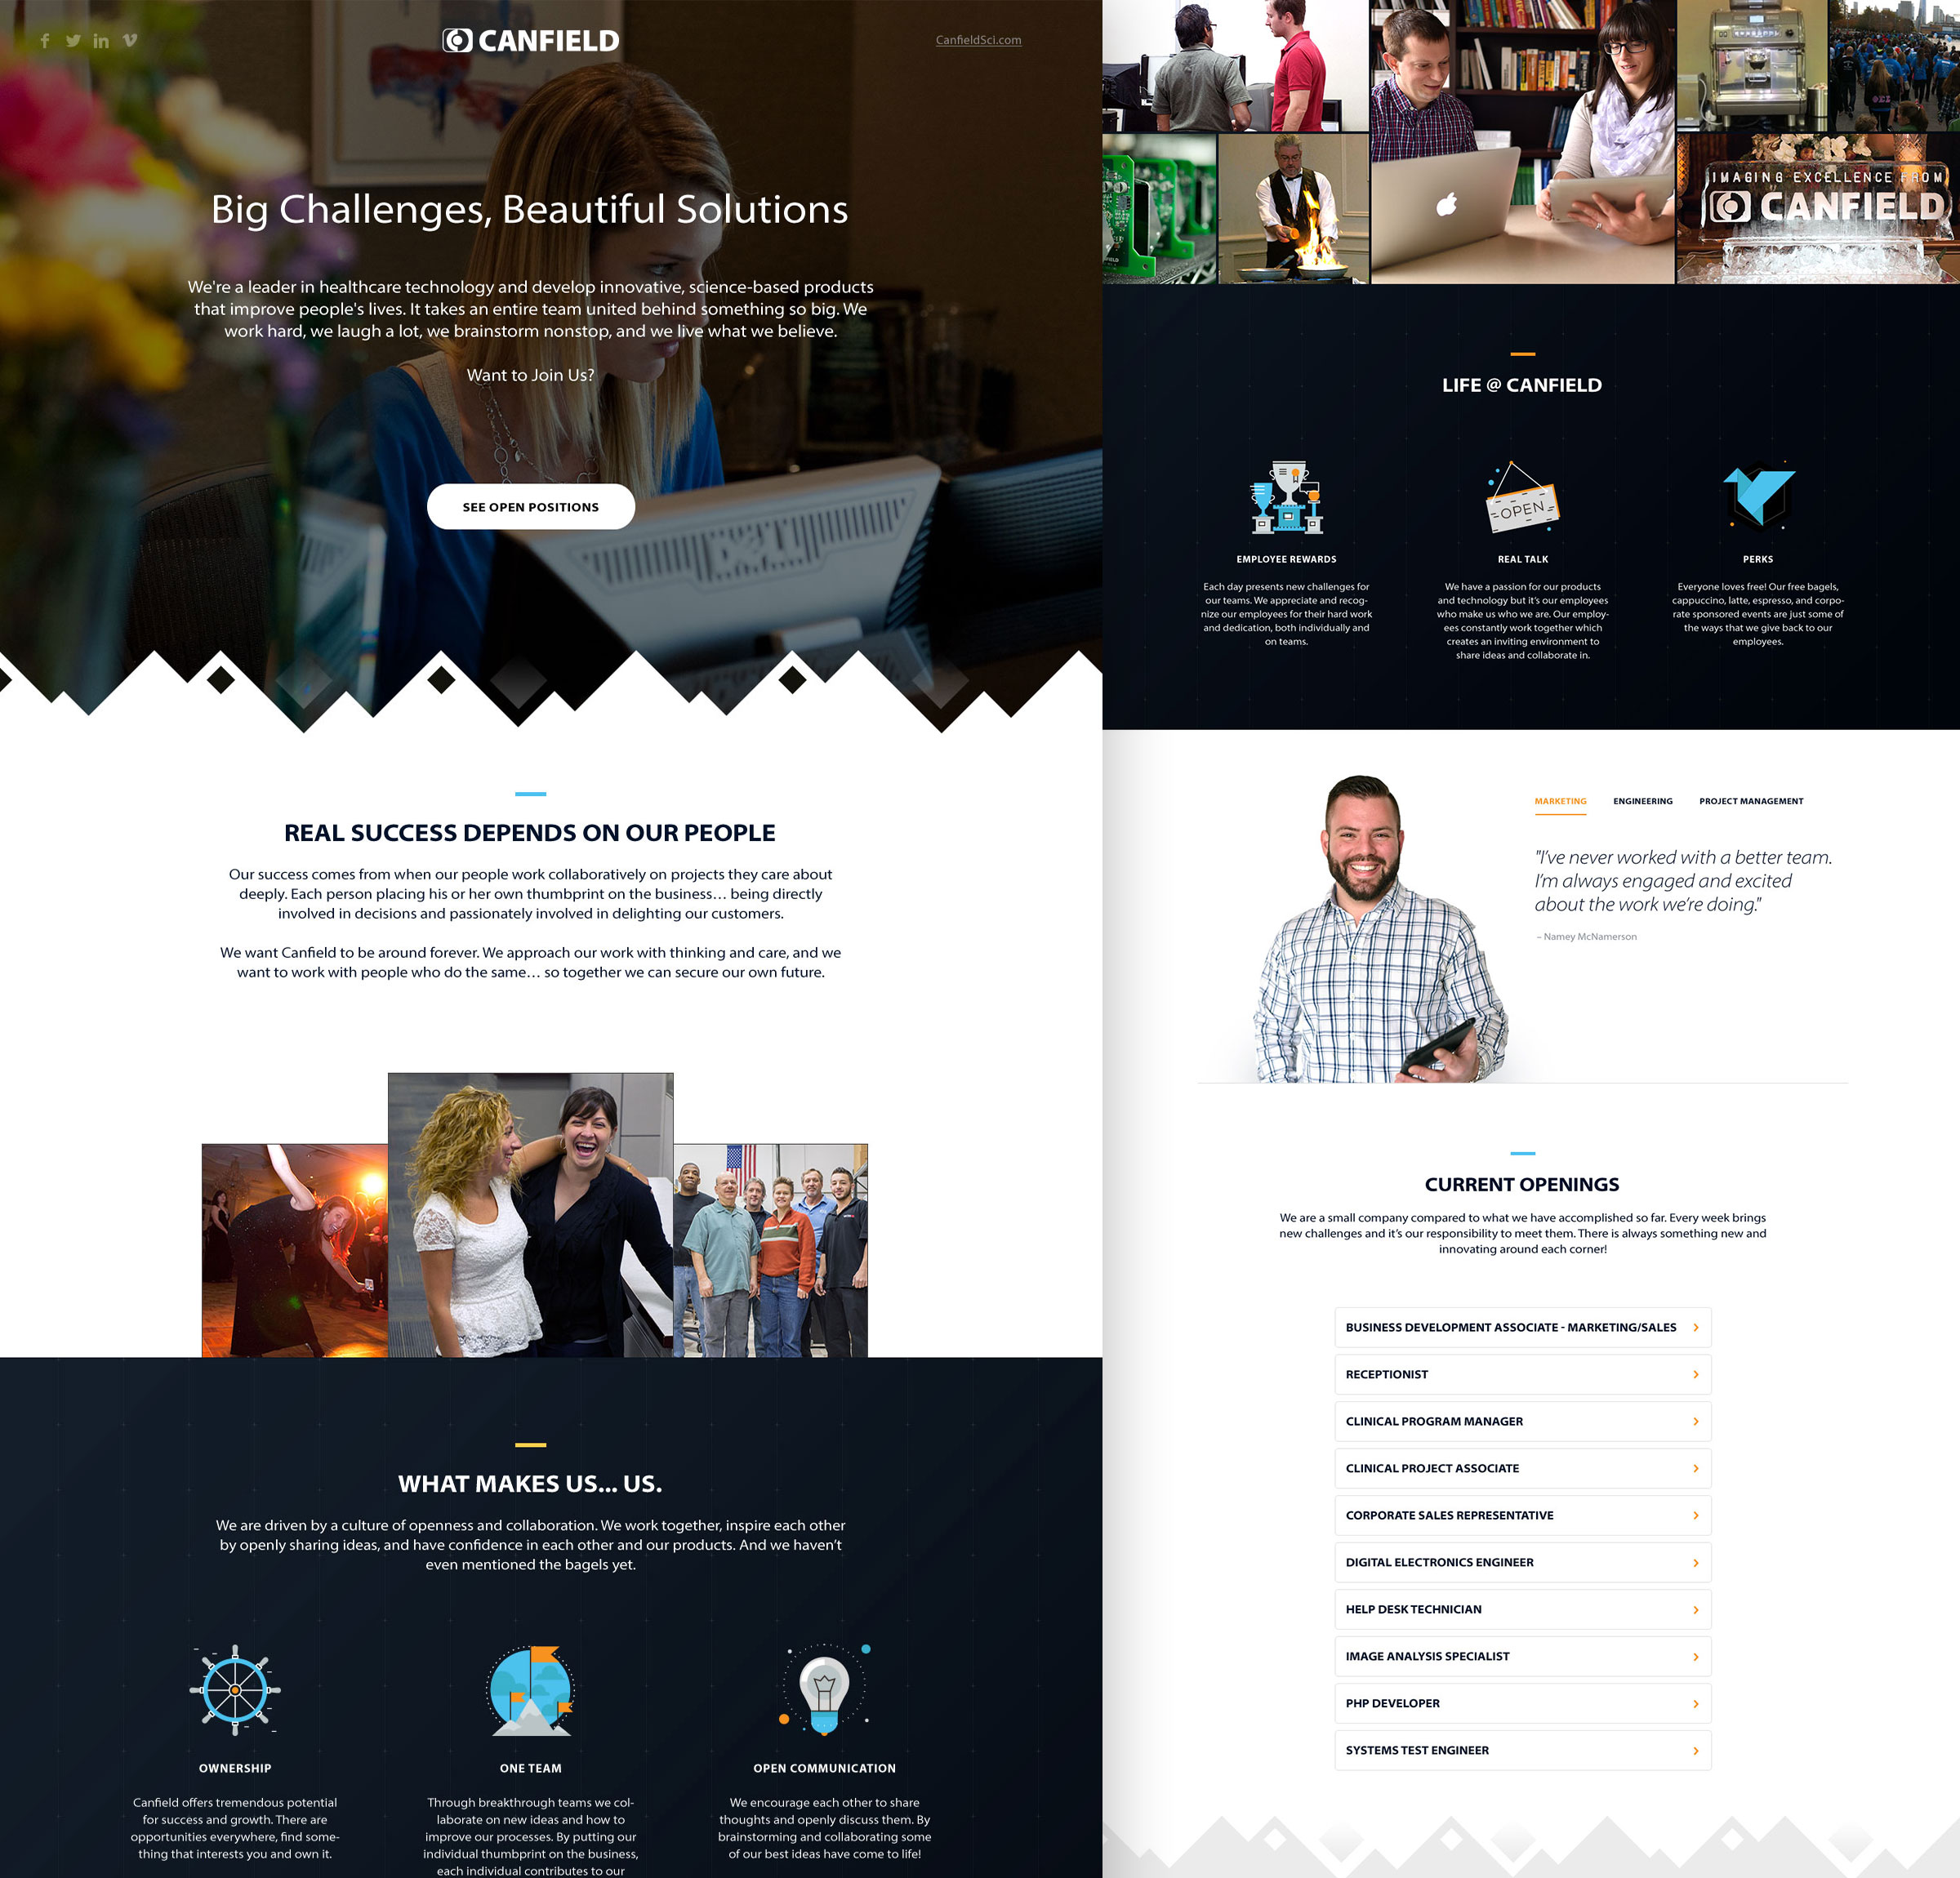 CANFIELD
CanfieldSci.com
Big Challenges, Beautiful Solutions
We're a leader in healthcare technology and develop innovative, science-based products
that improve people's lives. It takes an entire team united behind something so big. We
work hard, we laugh a lot, we brainstorm nonstop, and we live what we believe.
Want to Join Us?
SEE OPEN POSITIONS
DELL
REAL SUCCESS DEPENDS ON OUR PEOPLE
Our success comes from when our people work collaboratively on projects they care about
deeply. Each person placing his or her own thumbprint on the business… being directly
involved in decisions and passionately involved in delighting our customers.
We want Canfield to be around forever. We approach our work with thinking and care, and we
want to work with people who do the same… so together we can secure our own future.
WHAT MAKES US... US.
We are driven by a culture of openness and collaboration. We work together, inspire each other
by openly sharing ideas, and have confidence in each other and our products. And we haven't
even mentioned the bagels yet.
OWNERSHIP
Canfield offers tremendous potential
for success and growth. There are
opportunities everywhere, find some-
thing that interests you and own it.
ONE TEAM
Through breakthrough teams we col-
laborate on new ideas and how to
improve our processes. By putting our
individual thumbprint on the business,
each individual contributes to our
OPEN COMMUNICATION
We encourage each other to share
thoughts and openly discuss them. By
brainstorming and collaborating some
of our best ideas have come to life!
IMAGING EXCELLENCE FROM
CANFIELD
LIFE @ CANFIELD
EMPLOYEE REWARDS
Each day presents new challenges for
our teams. We appreciate and recog-
nize our employees for their hard work
and dedication, both individually and
on teams.
OPEN
REAL TALK
We have a passion for our products
and technology but it's our employees
who make us who we are. Our employ-
ees constantly work together which
creates an inviting environment to
share ideas and collaborate in.
PERKS
Everyone loves free! Our free bagels,
cappuccino, latte, espresso, and corpo-
rate sponsored events are just some of
the ways that we give back to our
employees.
MARKETING ENGINEERING PROJECT MANAGEMENT
"I've never worked with a better team.
I'm always engaged and excited
about the work we're doing."
– Namey McNamerson
CURRENT OPENINGS
We are a small company compared to what we have accomplished so far. Every week brings
new challenges and it's our responsibility to meet them. There is always something new and
innovating around each corner!
BUSINESS DEVELOPMENT ASSOCIATE - MARKETING/SALES
RECEPTIONIST
CLINICAL PROGRAM MANAGER
CLINICAL PROJECT ASSOCIATE
CORPORATE SALES REPRESENTATIVE
DIGITAL ELECTRONICS ENGINEER
HELP DESK TECHNICIAN
IMAGE ANALYSIS SPECIALIST
PHP DEVELOPER
SYSTEMS TEST ENGINEER